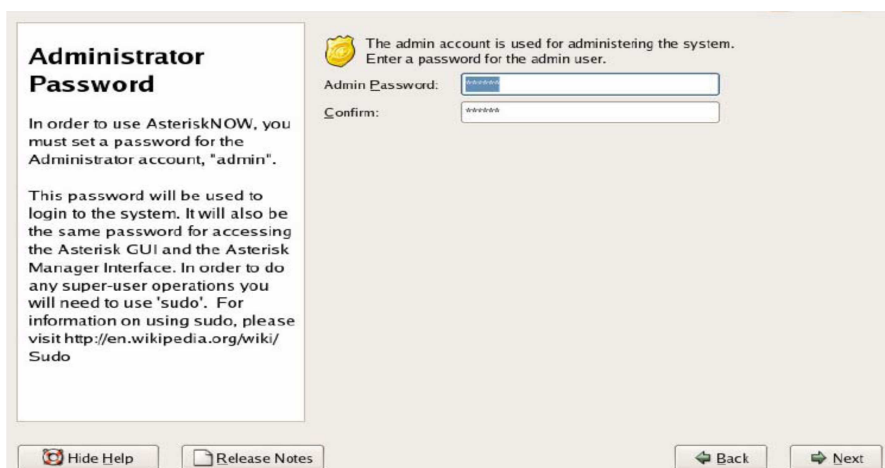 Administrator
Password
In order to use AsteriskNOW, you
must set a password for the
Administrator account, "admin".
This password will be used to
login to the system. It will also be
the same password for accessing
the Asterisk GUI and the Asterisk
Manager Interface. In order to do
any super-user operations you
will need to use 'sudo'. For
information on using sudo, please
visit http://en.wikipedia.org/wiki/
Sudo
The admin account is used for administering the system.
Enter a password for the admin user.
Admin Password: ******
Confirm: ******
Hide Help
Release Notes
Back
Next